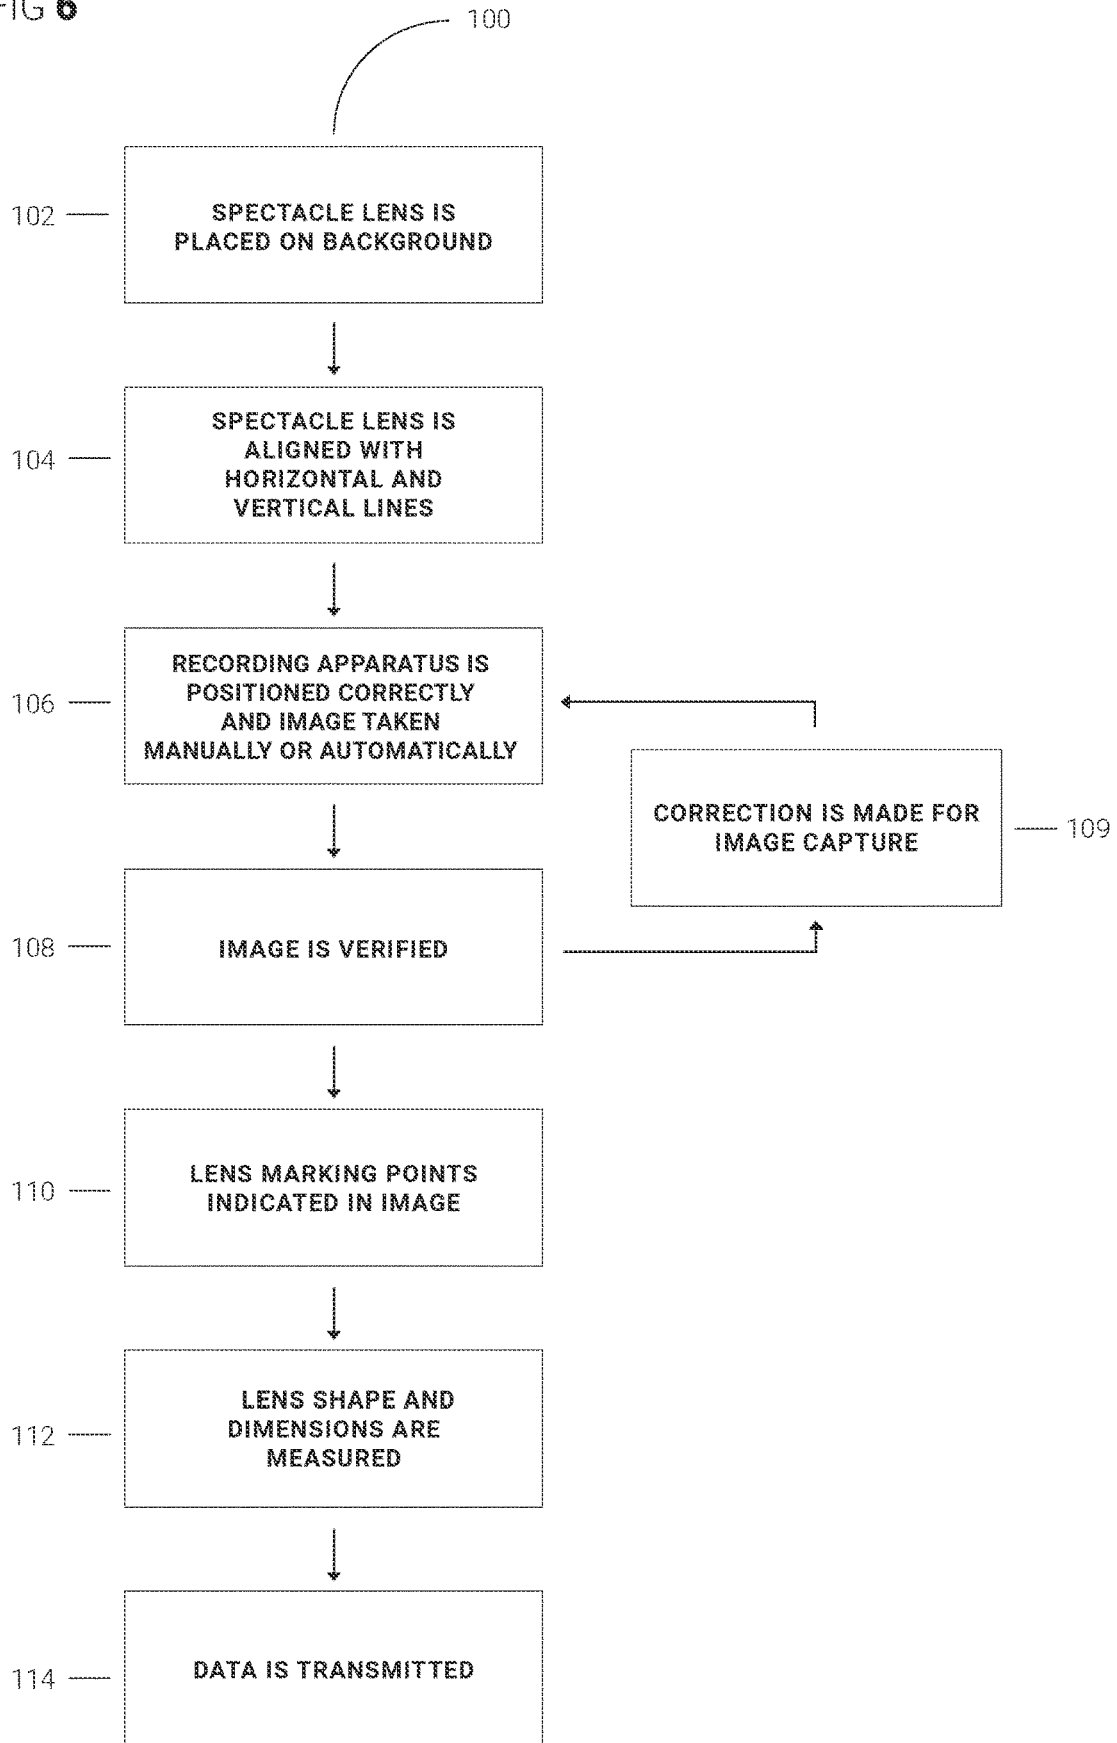 FIG 6
100
102
SPECTACLE LENS IS
PLACED ON BACKGROUND
104
SPECTACLE LENS IS
ALIGNED WITH
HORIZONTAL AND
VERTICAL LINES
106
RECORDING APPARATUS IS
POSITIONED CORRECTLY
AND IMAGE TAKEN
MANUALLY OR AUTOMATICALLY
CORRECTION IS MADE FOR
IMAGE CAPTURE
109
108
IMAGE IS VERIFIED
110
LENS MARKING POINTS
INDICATED IN IMAGE
112
LENS SHAPE AND
DIMENSIONS ARE
MEASURED
114
DATA IS TRANSMITTED